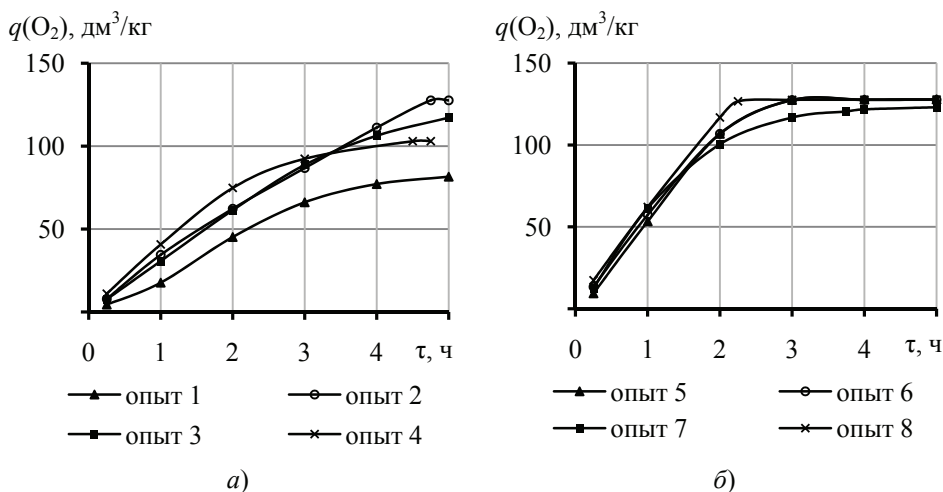 q(O₂), дм³/кг
150
100
50
0 1 2 3 4 τ, ч
опыт 1 опыт 2
опыт 3 опыт 4
а)
q(O₂), дм³/кг
150
100
50
0 1 2 3 4 τ, ч
опыт 5 опыт 6
опыт 7 опыт 8
б)